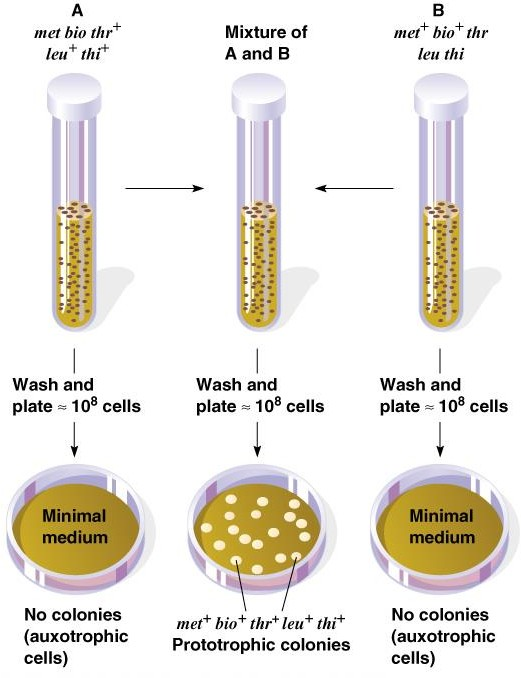 A
met bio thr⁺
leu⁺ thi⁺
Mixture of
A and B
B
met⁺ bio⁺ thr
leu thi
Wash and
plate ≈ 10⁸ cells
Wash and
plate ≈ 10⁸ cells
Wash and
plate ≈ 10⁸ cells
Minimal
medium
Minimal
medium
No colonies
(auxotrophic
cells)
met⁺ bio⁺ thr⁺ leu⁺ thi⁺
Prototrophic colonies
No colonies
(auxotrophic
cells)